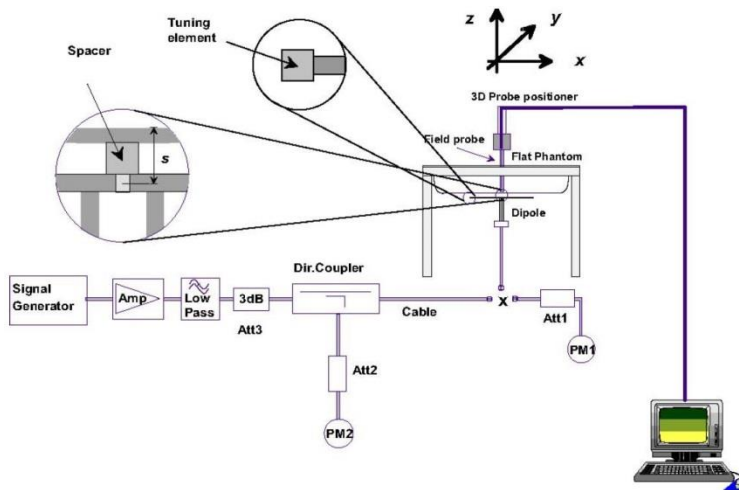 Tuning
element
Spacer
s
z
y
x
3D Probe positioner
Field probe
Flat Phantom
Dipole
Dir.Coupler
Signal
Generator
Amp
Low
Pass
3dB
Att3
Cable
x
Att1
PM1
Att2
PM2